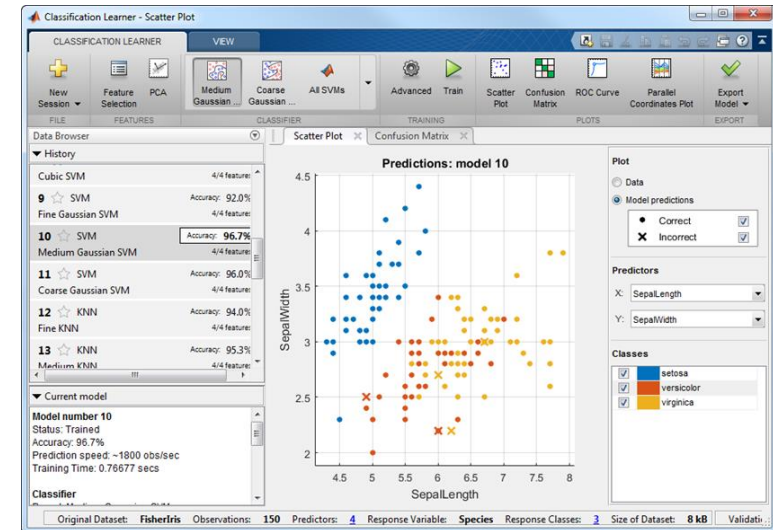 Classification Learner - Scatter Plot
CLASSIFICATION LEARNER VIEW
New Session
Feature Selection
PCA
Medium Gaussian ...
Coarse Gaussian ...
All SVMs
Advanced
Train
Scatter Plot
Confusion Matrix
ROC Curve
Parallel Coordinates Plot
Export Model
FILE FEATURES CLASSIFIER TRAINING PLOTS EXPORT
Data Browser
History
Cubic SVM 4/4 features
9 SVM Accuracy: 92.0%
Fine Gaussian SVM 4/4 features
10 SVM Accuracy: 96.7%
Medium Gaussian SVM 4/4 features
11 SVM Accuracy: 96.0%
Coarse Gaussian SVM 4/4 features
12 KNN Accuracy: 94.0%
Fine KNN 4/4 features
13 KNN Accuracy: 95.3%
Medium KNN 4/4 features
Current model
Model number 10
Status: Trained
Accuracy: 96.7%
Prediction speed: ~1800 obs/sec
Training Time: 0.76677 secs
Classifier
Scatter Plot Confusion Matrix
Predictions: model 10
4.5
4
3.5
3
2.5
2
SepalWidth
4.5 5 5.5 6 6.5 7 7.5 8
SepalLength
Plot
Data
Model predictions
Correct
Incorrect
Predictors
X: SepalLength
Y: SepalWidth
Classes
setosa
versicolor
virginica
Original Dataset: FisherIris Observations: 150 Predictors: 4 Response Variable: Species Response Classes: 3 Size of Dataset: 8 kB Validati